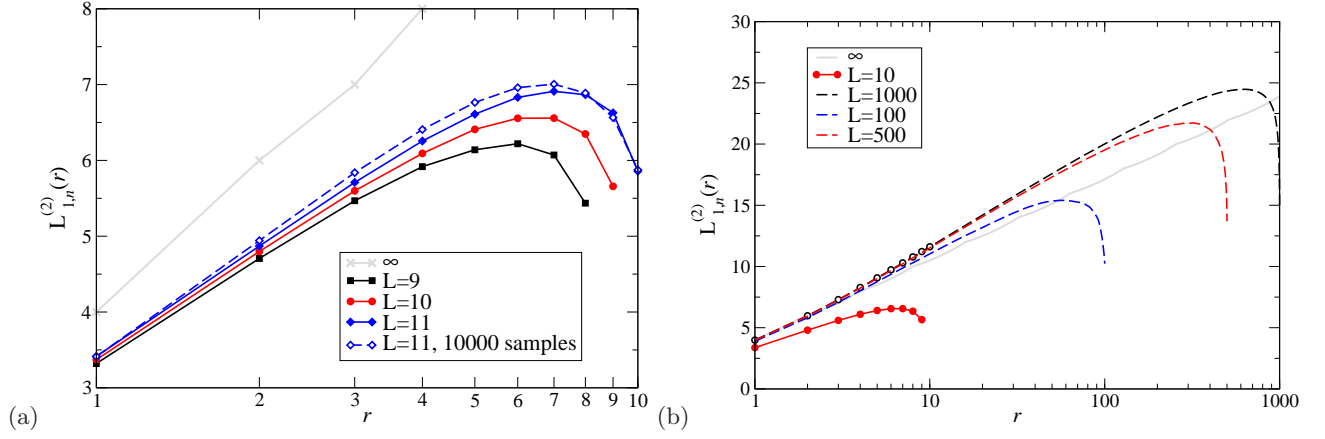 (a)
L^{(2)}_{1,n}(r)
8
7
6
5
4
3
∞
L=9
L=10
L=11
L=11, 10000 samples
1 2 3 4 5 6 7 8 9 10
r
(b)
L^{(2)}_{1,n}(r)
30
25
20
15
10
5
0
∞
L=10
L=1000
L=100
L=500
1 10 100 1000
r